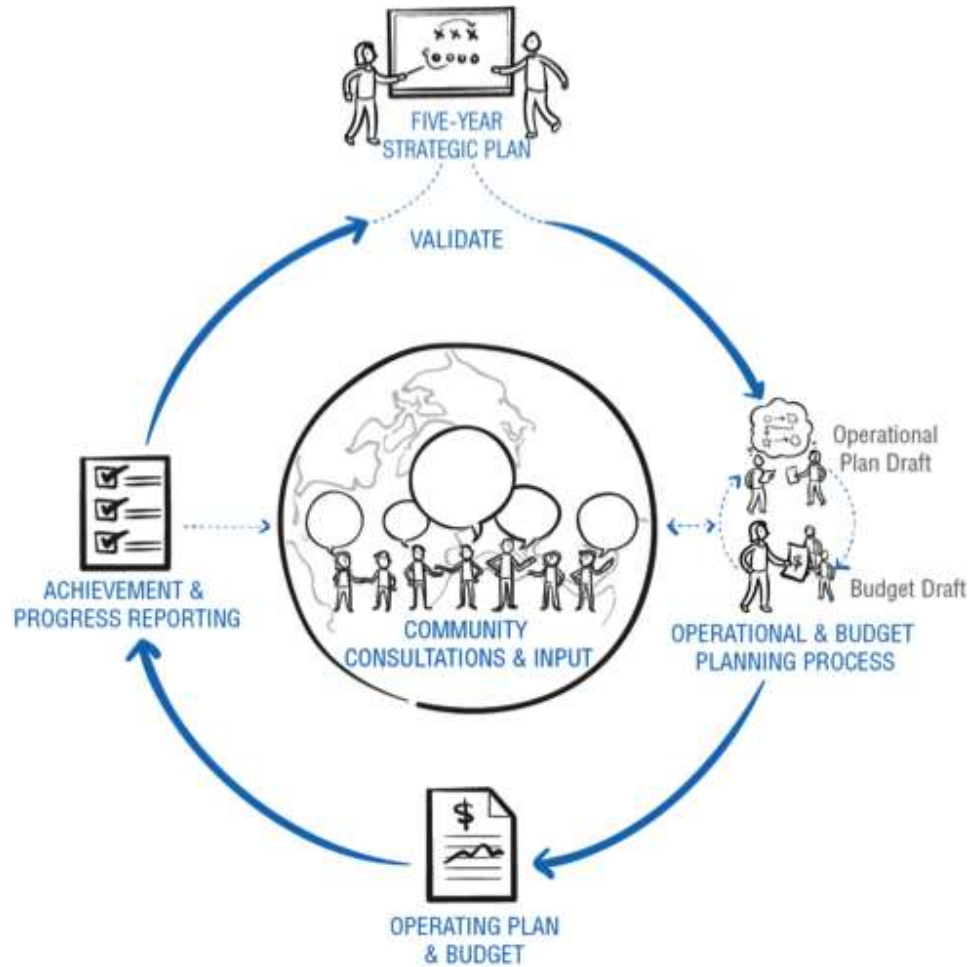 FIVE-YEAR
STRATEGIC PLAN
VALIDATE
Operational
Plan Draft
Budget Draft
OPERATIONAL & BUDGET
PLANNING PROCESS
ACHIEVEMENT &
PROGRESS REPORTING
COMMUNITY
CONSULTATIONS & INPUT
$
$
OPERATING PLAN
& BUDGET